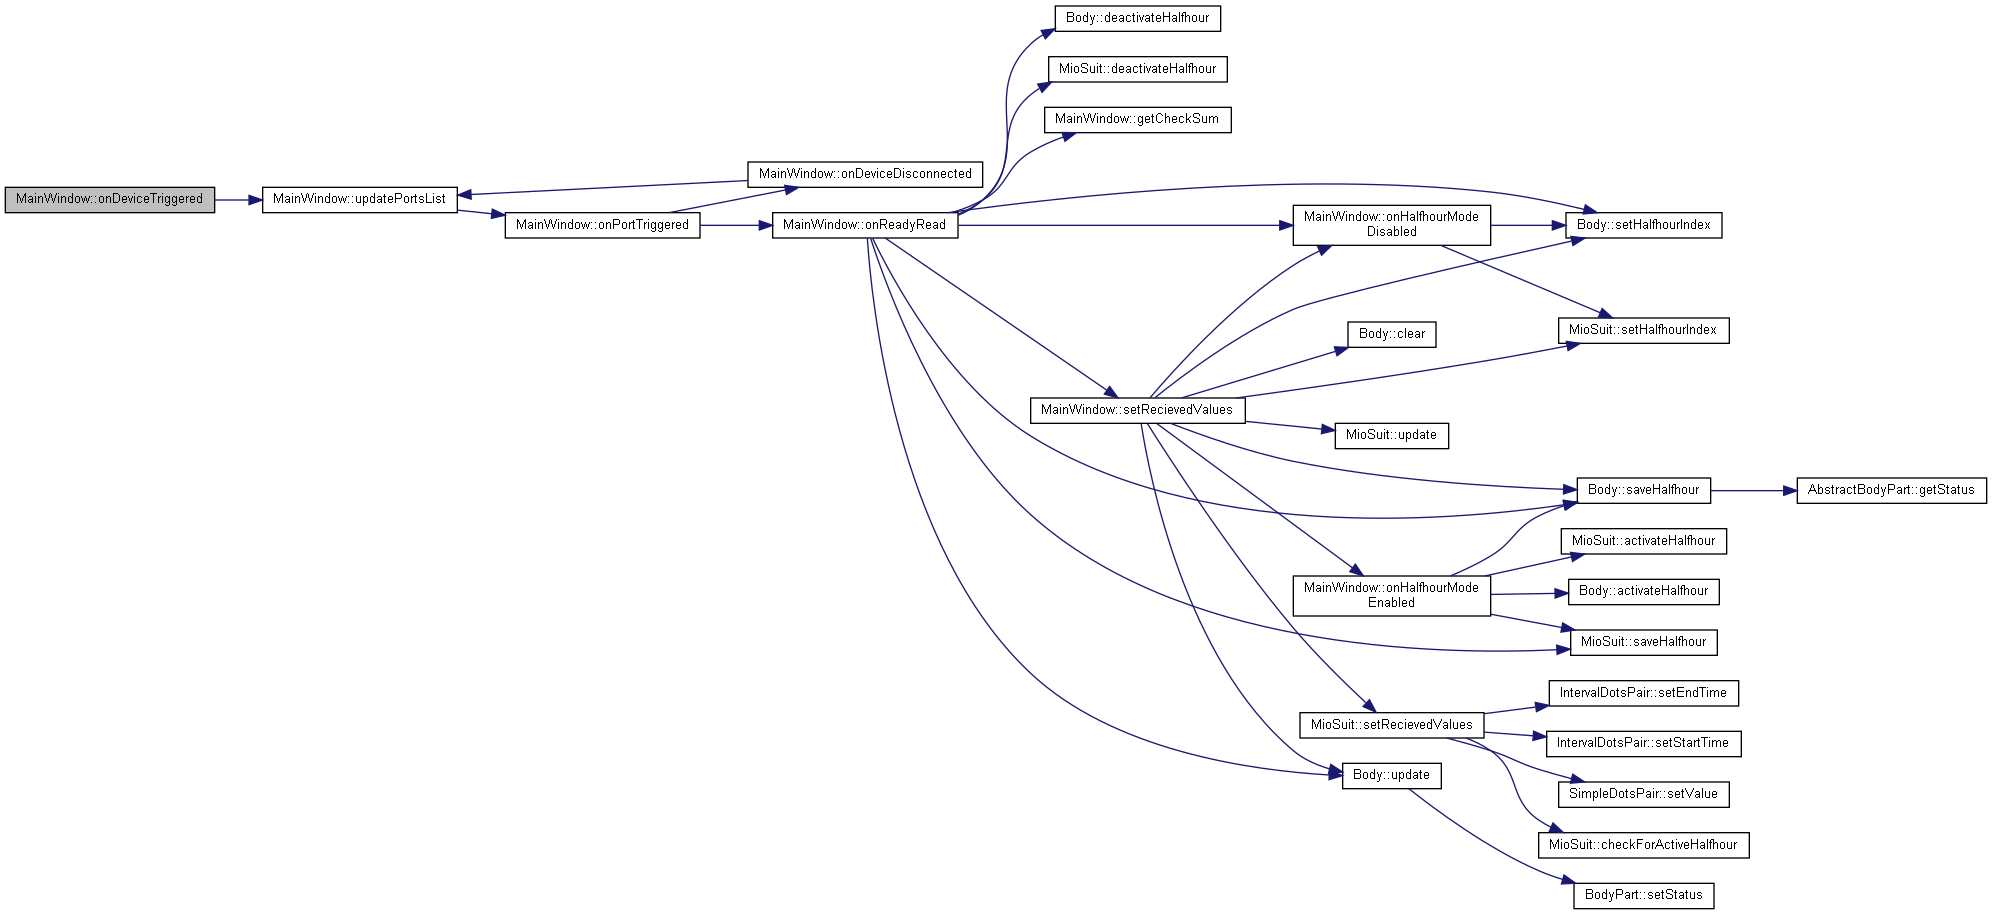 Body::deactivateHalfhour
MioSuit::deactivateHalfhour
MainWindow::getCheckSum
MainWindow::onDeviceDisconnected
MainWindow::onDeviceTriggered
MainWindow::updatePortsList
MainWindow::onPortTriggered
MainWindow::onReadyRead
MainWindow::onHalfhourMode
Disabled
Body::setHalfhourIndex
MioSuit::setHalfhourIndex
Body::clear
MainWindow::setRecievedValues
MioSuit::update
Body::saveHalfhour
AbstractBodyPart::getStatus
MioSuit::activateHalfhour
MainWindow::onHalfhourMode
Enabled
Body::activateHalfhour
MioSuit::saveHalfhour
IntervalDotsPair::setEndTime
MioSuit::setRecievedValues
IntervalDotsPair::setStartTime
Body::update
SimpleDotsPair::setValue
MioSuit::checkForActiveHalfhour
BodyPart::setStatus